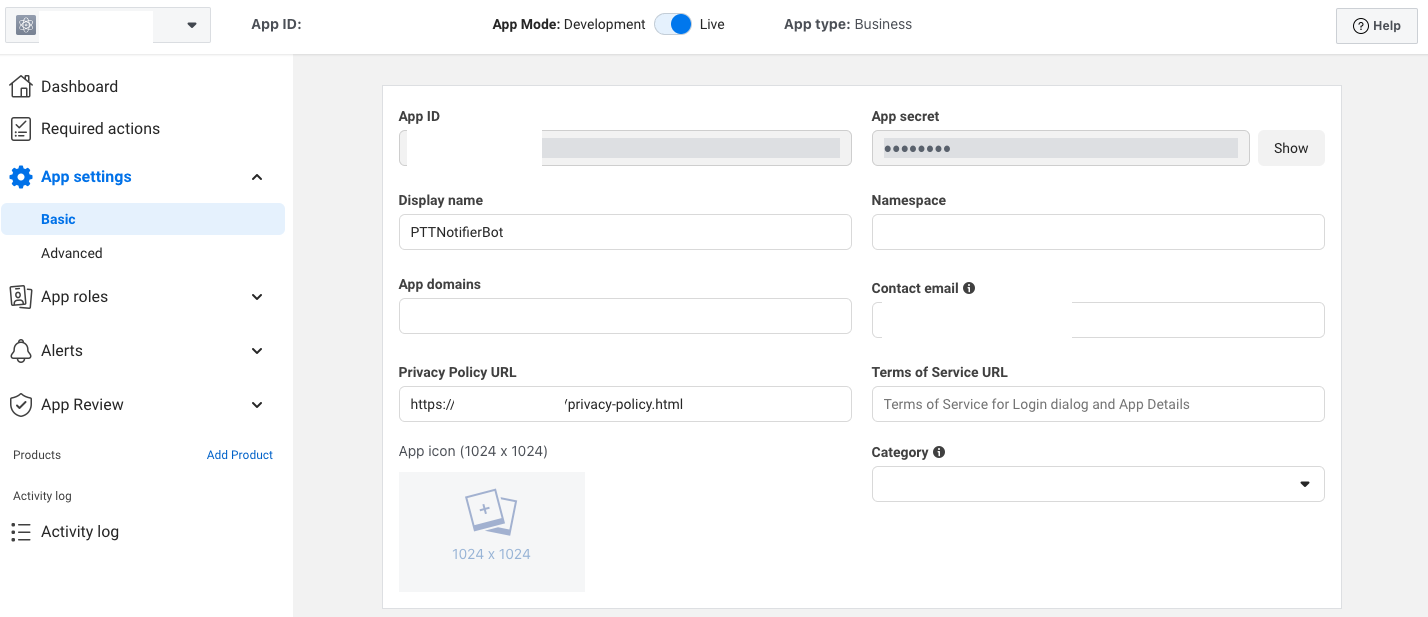 App ID:
App Mode: Development Live
App type: Business
Help
Dashboard
Required actions
App settings
Basic
Advanced
App roles
Alerts
App Review
Products
Add Product
Activity log
Activity log
App ID
App secret
••••••••
Show
Display name
PTTNotifierBot
Namespace
App domains
Contact email
Privacy Policy URL
https:// /privacy-policy.html
Terms of Service URL
Terms of Service for Login dialog and App Details
App icon (1024 x 1024)
1024 x 1024
Category